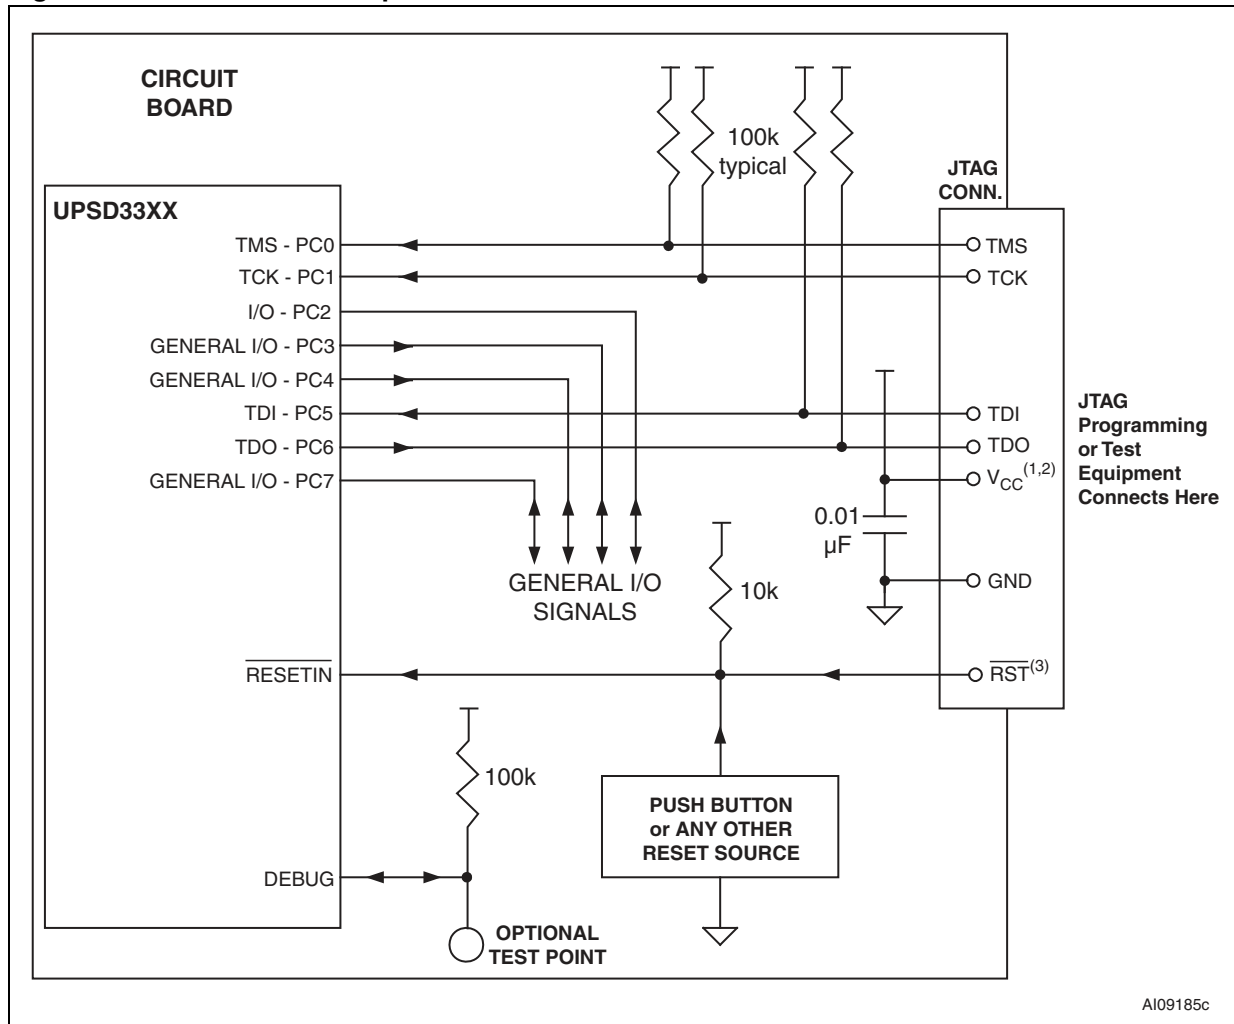 CIRCUIT
BOARD
100k
typical
JTAG
CONN.
UPSD33XX
TMS - PC0
TCK - PC1
I/O - PC2
GENERAL I/O - PC3
GENERAL I/O - PC4
TDI - PC5
TDO - PC6
GENERAL I/O - PC7
TMS
TCK
TDI
TDO
VCC(1,2)
GND
RST(3)
JTAG
Programming
or Test
Equipment
Connects Here
0.01
µF
GENERAL I/O
SIGNALS
10k
RESETIN
100k
PUSH BUTTON
or ANY OTHER
RESET SOURCE
DEBUG
OPTIONAL
TEST POINT
AI09185c